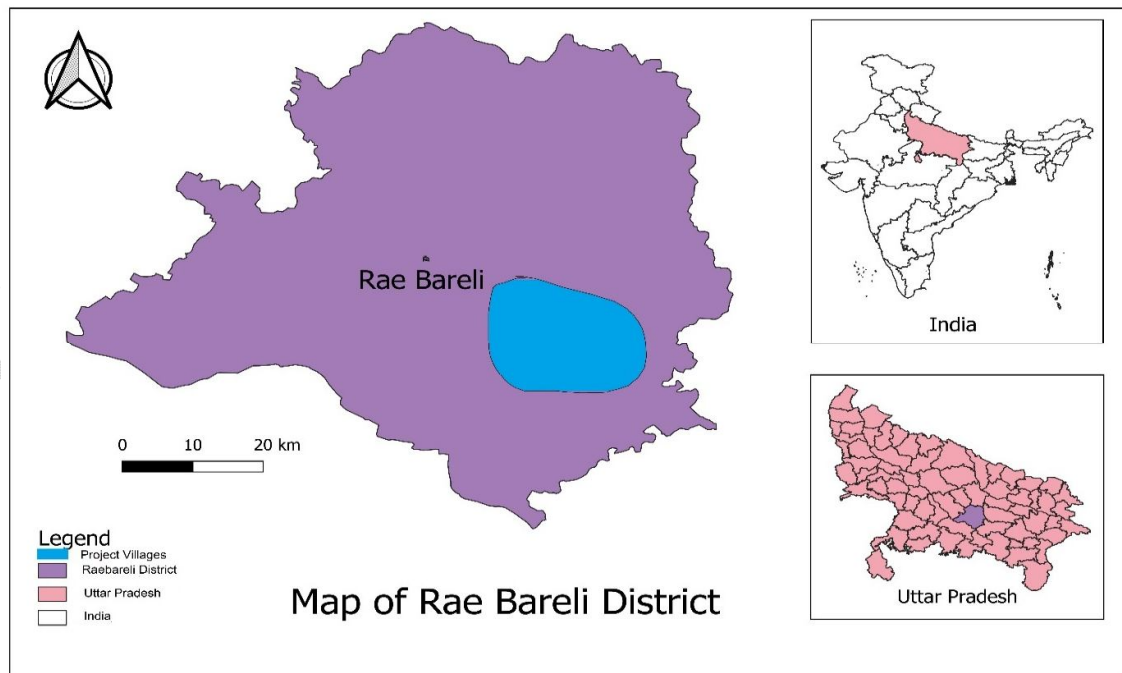 Rae Bareli
0 10 20 km
Legend
Project Villages
Raebareli District
Uttar Pradesh
India
Map of Rae Bareli District
India
Uttar Pradesh